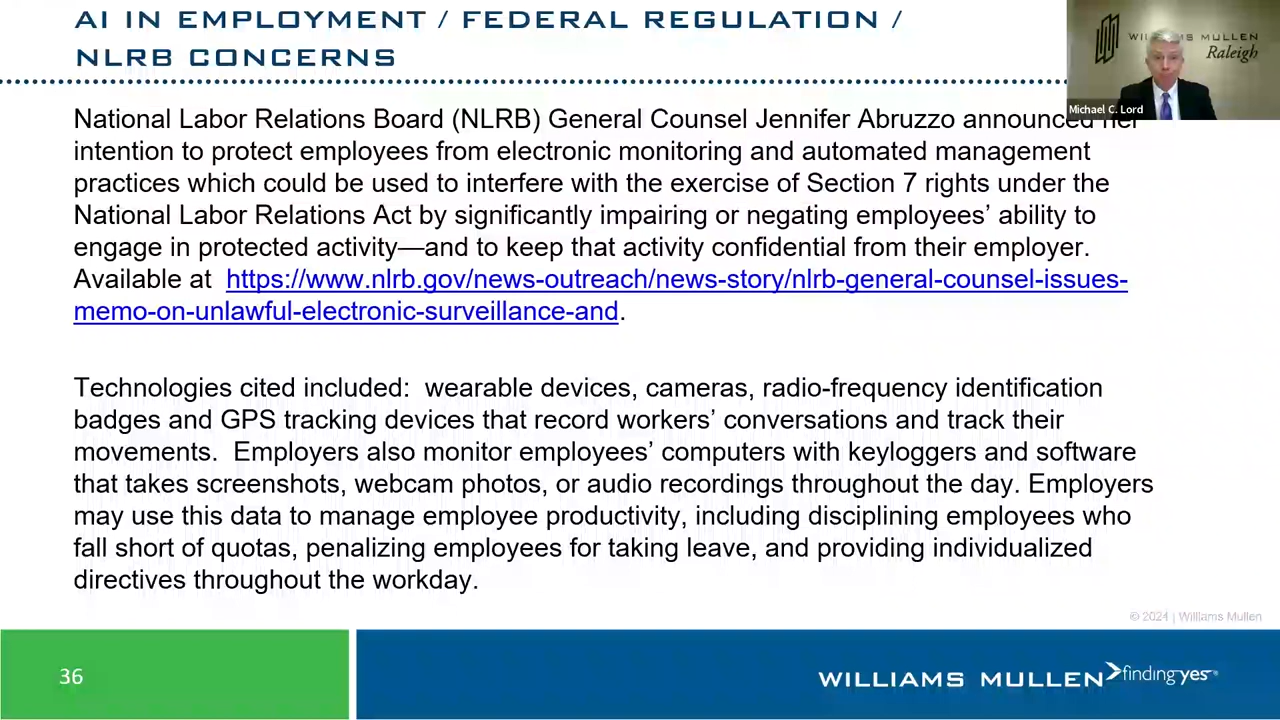 AI IN EMPLOYMENT / FEDERAL REGULATION /
NLRB CONCERNS
WILLIAMS MULLEN
Raleigh
Michael C. Lord
National Labor Relations Board (NLRB) General Counsel Jennifer Abruzzo announced her
intention to protect employees from electronic monitoring and automated management
practices which could be used to interfere with the exercise of Section 7 rights under the
National Labor Relations Act by significantly impairing or negating employees’ ability to
engage in protected activity—and to keep that activity confidential from their employer.
Available at https://www.nlrb.gov/news-outreach/news-story/nlrb-general-counsel-issues-
memo-on-unlawful-electronic-surveillance-and.
Technologies cited included: wearable devices, cameras, radio-frequency identification
badges and GPS tracking devices that record workers’ conversations and track their
movements. Employers also monitor employees’ computers with keyloggers and software
that takes screenshots, webcam photos, or audio recordings throughout the day. Employers
may use this data to manage employee productivity, including disciplining employees who
fall short of quotas, penalizing employees for taking leave, and providing individualized
directives throughout the workday.
© 2024 | Williams Mullen
36
WILLIAMS MULLEN finding yes